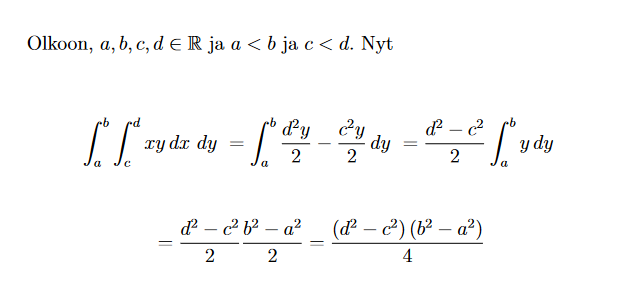 Olkoon, a, b, c, d ∈ ℝ ja a < b ja c < d. Nyt
∫_a^b ∫_c^d xy dx dy = ∫_a^b d²y/2 − c²y/2 dy = (d² − c²)/2 ∫_a^b y dy
= (d² − c²)/2 (b² − a²)/2 = (d² − c²)(b² − a²)/4